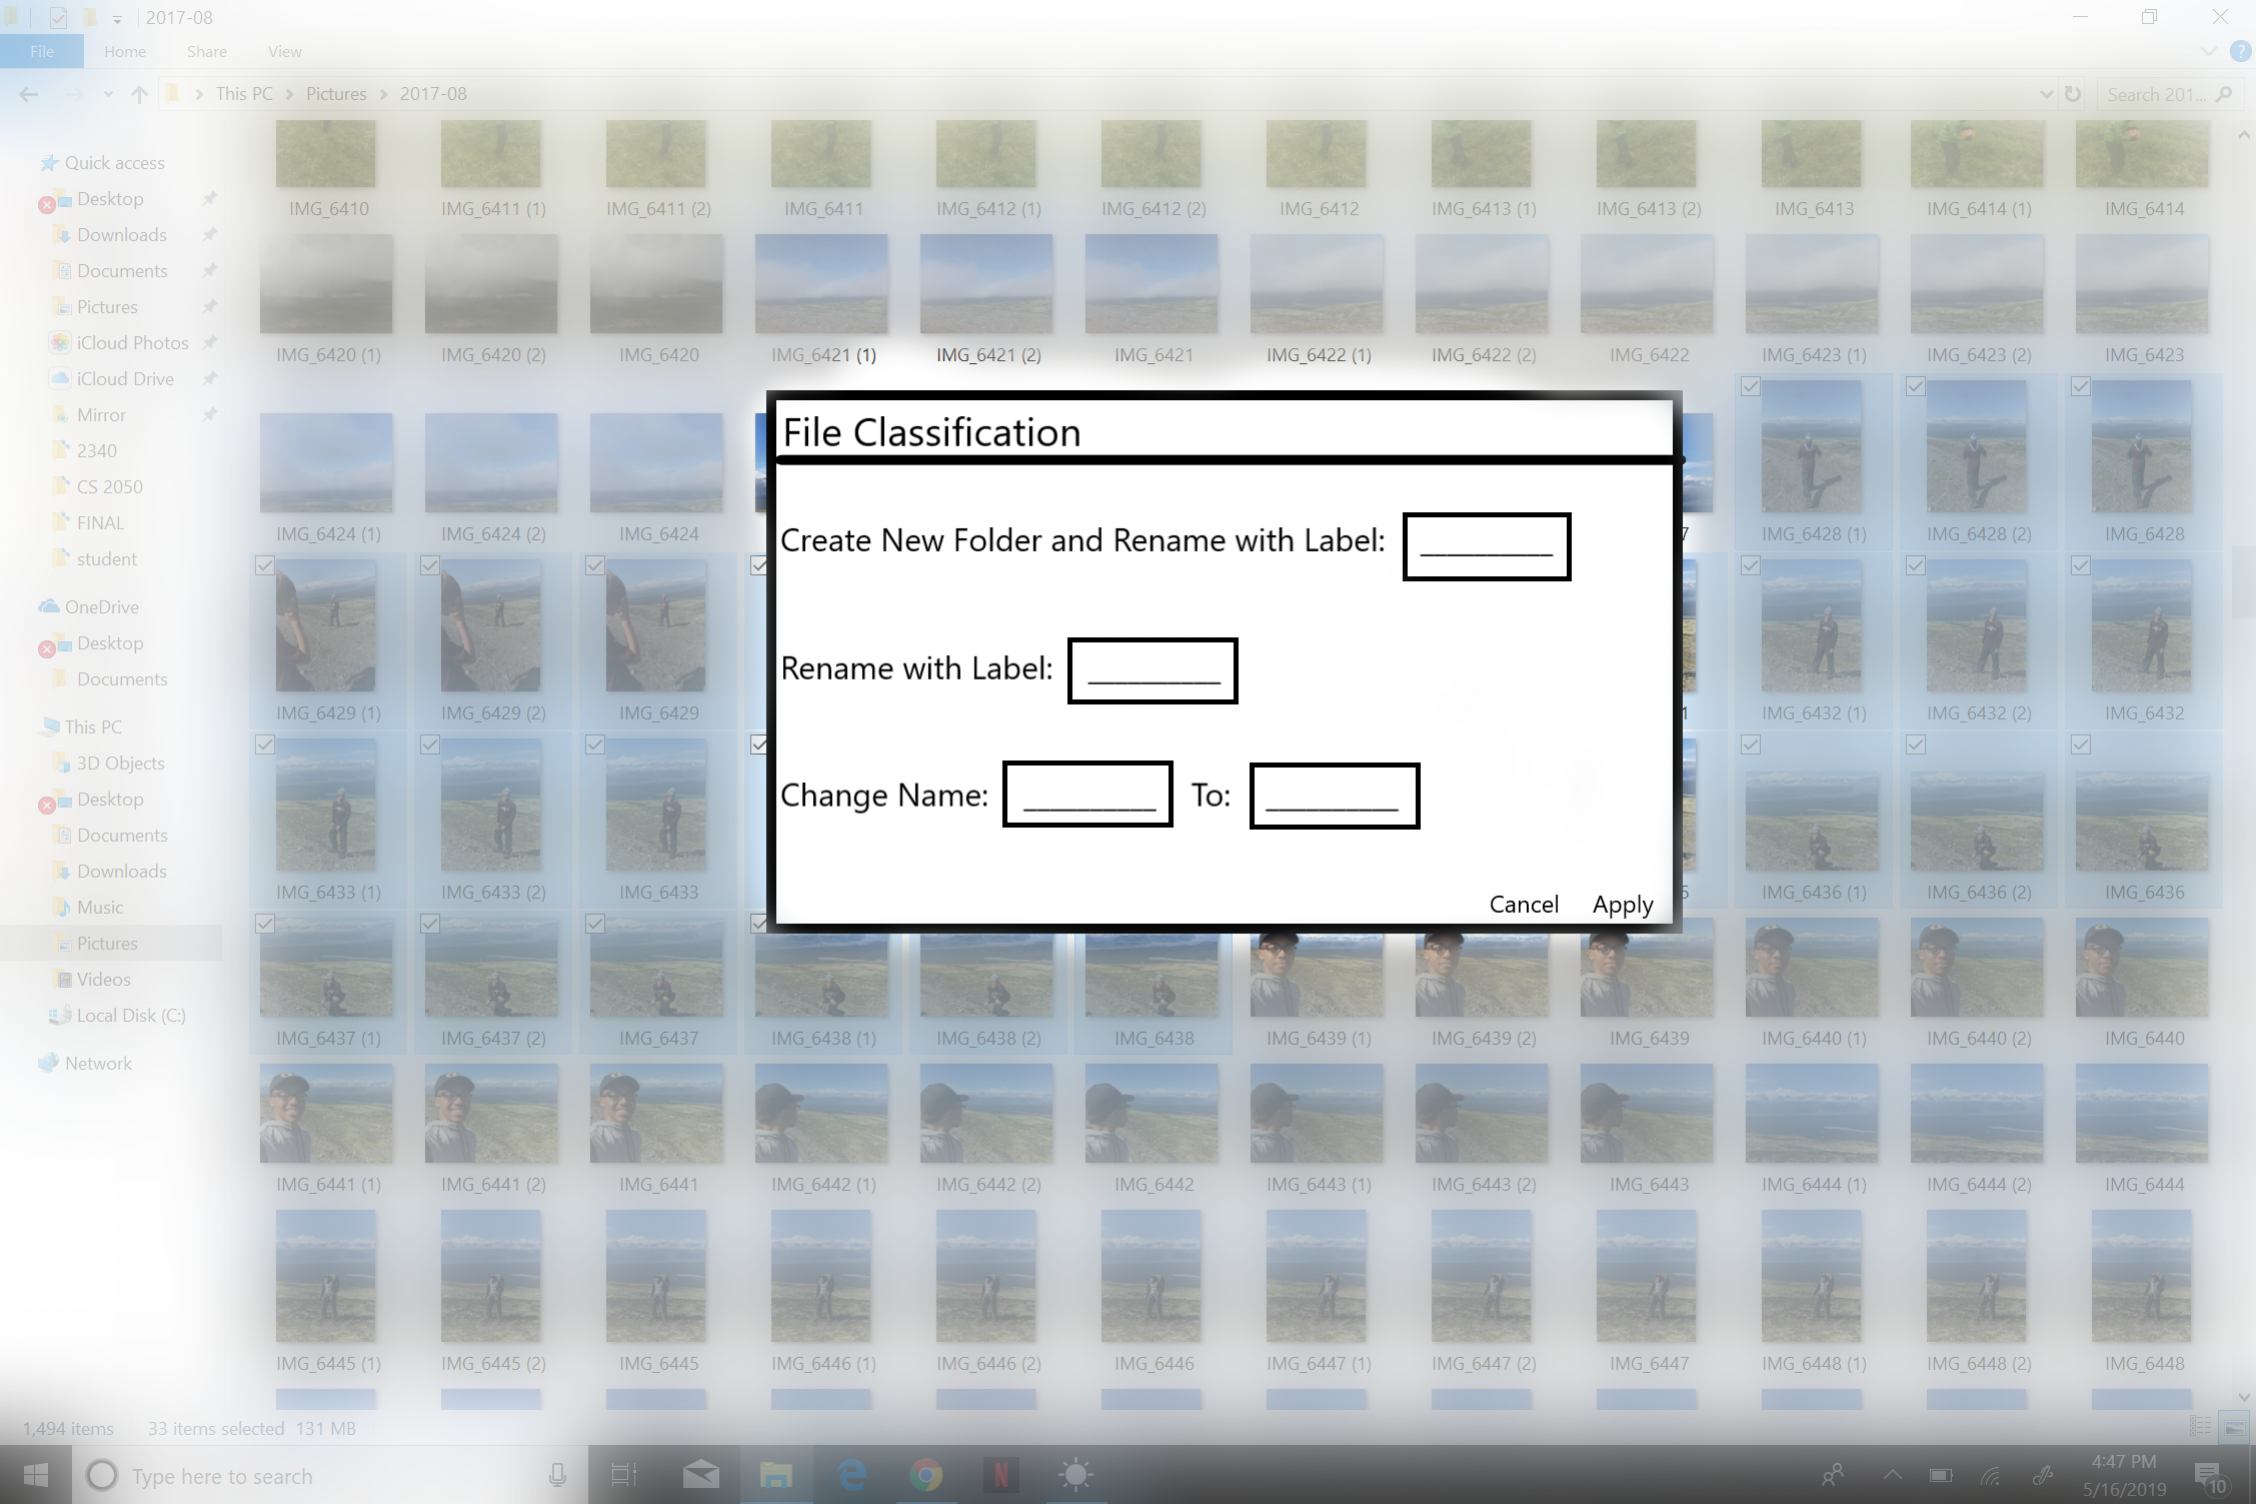 2017-08
File Home Share View
This PC > Pictures > 2017-08
Search 201...
Quick access
Desktop
Downloads
Documents
Pictures
iCloud Photos
iCloud Drive
Mirror
2340
CS 2050
FINAL
student
OneDrive
Desktop
Documents
This PC
3D Objects
Desktop
Documents
Downloads
Music
Pictures
Videos
Local Disk (C:)
Network
IMG_6410 IMG_6411 (1) IMG_6411 (2) IMG_6411 IMG_6412 (1) IMG_6412 (2) IMG_6412 IMG_6413 (1) IMG_6413 (2) IMG_6413 IMG_6414 (1) IMG_6414
IMG_6420 (1) IMG_6420 (2) IMG_6420 IMG_6421 (1) IMG_6421 (2) IMG_6421 IMG_6422 (1) IMG_6422 (2) IMG_6422 IMG_6423 (1) IMG_6423 (2) IMG_6423
IMG_6424 (1) IMG_6424 (2) IMG_6424 7 IMG_6428 (1) IMG_6428 (2) IMG_6428
IMG_6429 (1) IMG_6429 (2) IMG_6429 1 IMG_6432 (1) IMG_6432 (2) IMG_6432
IMG_6433 (1) IMG_6433 (2) IMG_6433 5 IMG_6436 (1) IMG_6436 (2) IMG_6436
IMG_6437 (1) IMG_6437 (2) IMG_6437 IMG_6438 (1) IMG_6438 (2) IMG_6438 IMG_6439 (1) IMG_6439 (2) IMG_6439 IMG_6440 (1) IMG_6440 (2) IMG_6440
IMG_6441 (1) IMG_6441 (2) IMG_6441 IMG_6442 (1) IMG_6442 (2) IMG_6442 IMG_6443 (1) IMG_6443 (2) IMG_6443 IMG_6444 (1) IMG_6444 (2) IMG_6444
IMG_6445 (1) IMG_6445 (2) IMG_6445 IMG_6446 (1) IMG_6446 (2) IMG_6446 IMG_6447 (1) IMG_6447 (2) IMG_6447 IMG_6448 (1) IMG_6448 (2) IMG_6448
File Classification
Create New Folder and Rename with Label: __________
Rename with Label: __________
Change Name: __________ To: __________
Cancel Apply
1,494 items 33 items selected 131 MB
Type here to search
4:47 PM
5/16/2019
10